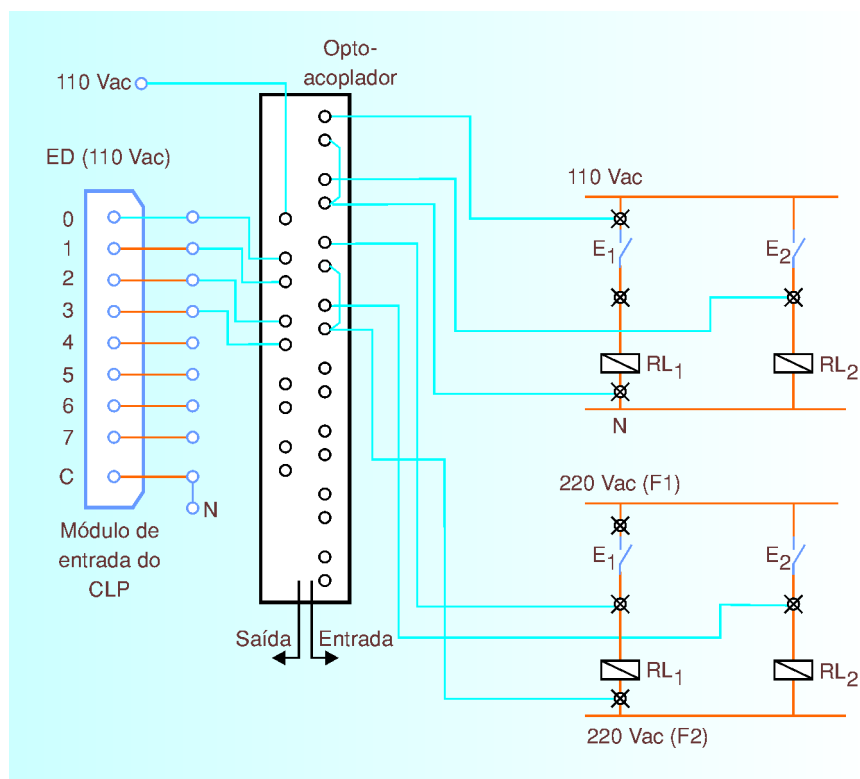 Opto-
acoplador
110 Vac
ED (110 Vac)
0
1
2
3
4
5
6
7
C
N
Módulo de
entrada do
CLP
Saída
Entrada
110 Vac
E1
E2
RL1
RL2
N
220 Vac (F1)
E1
E2
RL1
RL2
220 Vac (F2)